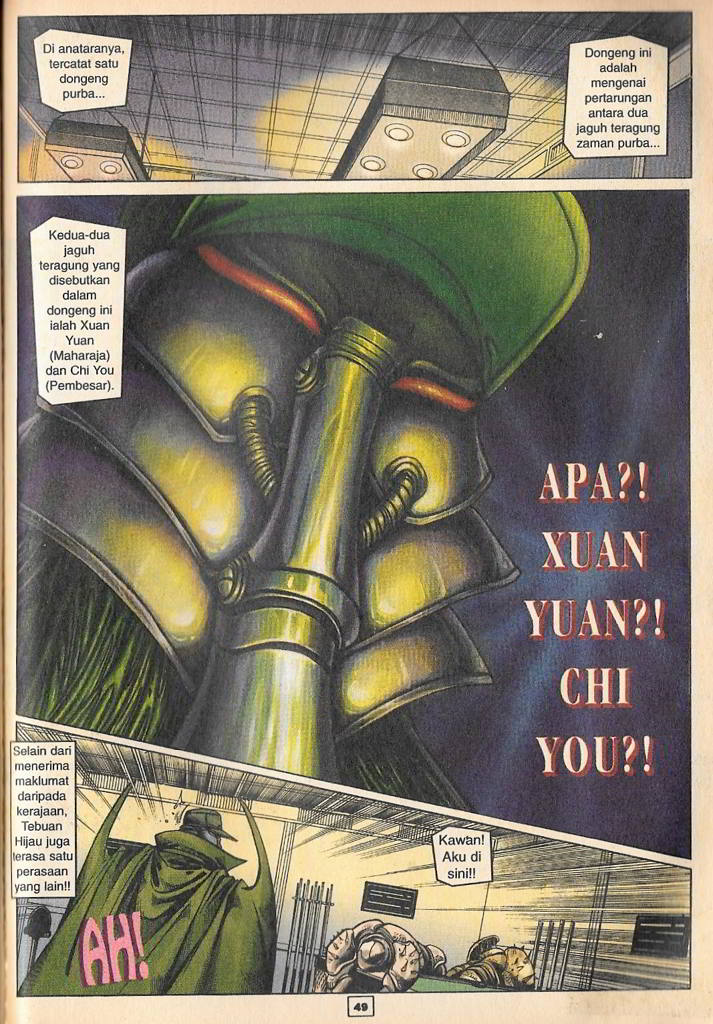 Di anataranya,
tercatat satu
dongeng
purba...
Dongeng ini
adalah
mengenai
pertarungan
antara dua
jaguh teragung
zaman purba...
Kedua-dua
jaguh
teragung yang
disebutkan
dalam
dongeng ini
ialah Xuan
Yuan
(Maharaja)
dan Chi You
(Pembesar).
APA?!
XUAN
YUAN?!
CHI
YOU?!
Selain dari
menerima
maklumat
daripada
kerajaan,
Tebuan
Hijau juga
terasa satu
perasaan
yang lain!!
Kawan!
Aku di
sini!!
AH!
49